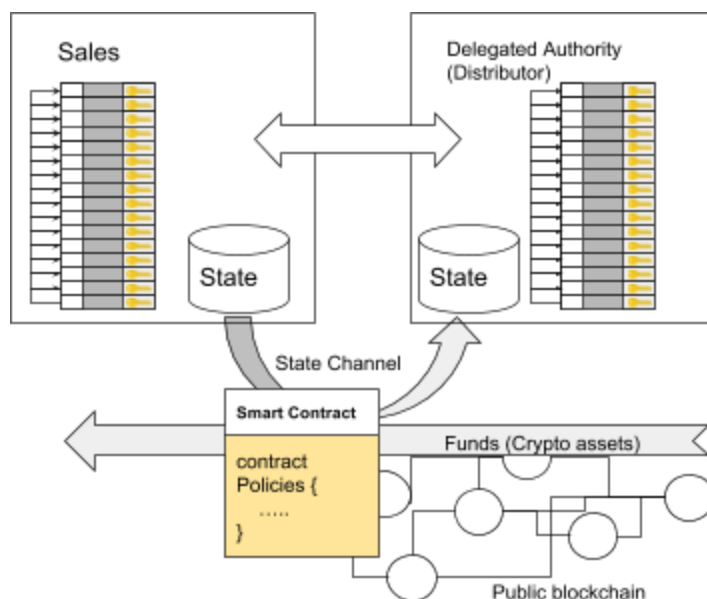 Sales
Delegated Authority
(Distributor)
State
State
State Channel
Smart Contract
Funds (Crypto assets)
contract
Policies {
.....
}
Public blockchain